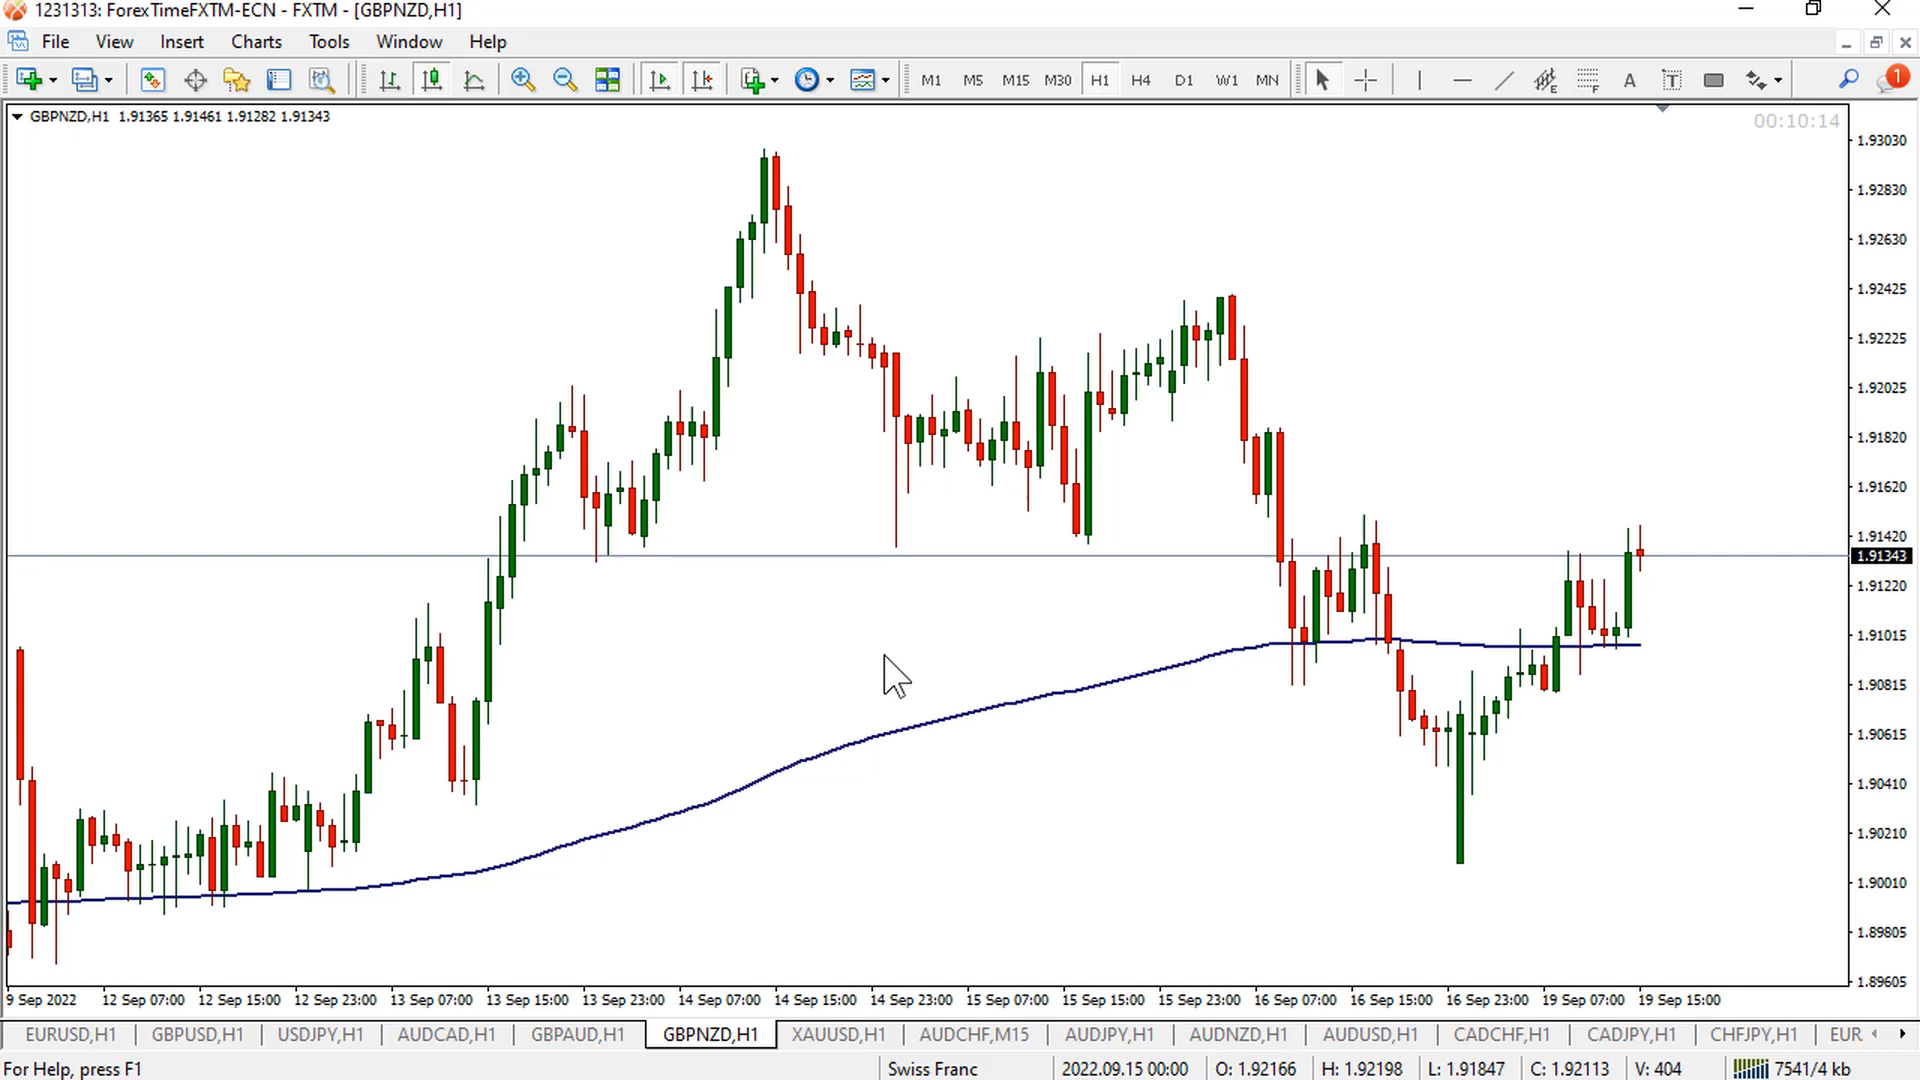 1231313: ForexTimeFXTM-ECN - FXTM - [GBPNZD,H1]
File View Insert Charts Tools Window Help
M1 M5 M15 M30 H1 H4 D1 W1 MN A T 1
GBPNZD,H1 1.91365 1.91461 1.91282 1.91343
00:10:14
1.93030
1.92830
1.92630
1.92425
1.92225
1.92025
1.91820
1.91620
1.91420
1.91343
1.91220
1.91015
1.90815
1.90615
1.90410
1.90210
1.90010
1.89805
1.89605
9 Sep 2022 12 Sep 07:00 12 Sep 15:00 12 Sep 23:00 13 Sep 07:00 13 Sep 15:00 13 Sep 23:00 14 Sep 07:00 14 Sep 15:00 14 Sep 23:00 15 Sep 07:00 15 Sep 15:00 15 Sep 23:00 16 Sep 07:00 16 Sep 15:00 16 Sep 23:00 19 Sep 07:00 19 Sep 15:00
EURUSD,H1 GBPUSD,H1 USDJPY,H1 AUDCAD,H1 GBPAUD,H1 GBPNZD,H1 XAUUSD,H1 AUDCHF,M15 AUDJPY,H1 AUDNZD,H1 AUDUSD,H1 CADCHF,H1 CADJPY,H1 CHFJPY,H1 EUR
For Help, press F1 Swiss Franc 2022.09.15 00:00 O: 1.92166 H: 1.92198 L: 1.91847 C: 1.92113 V: 404 7541/4 kb